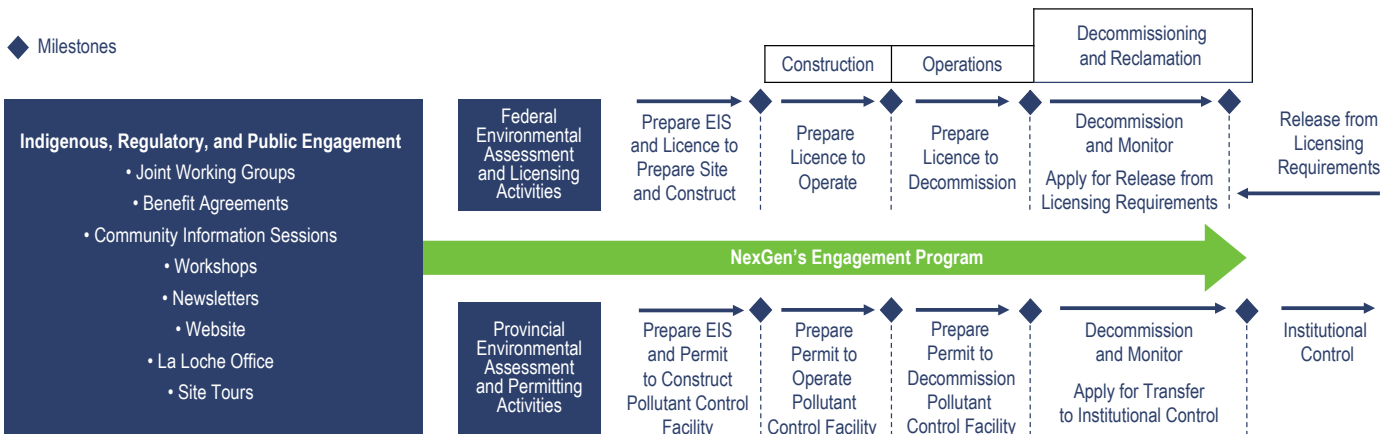 Milestones
Construction
Operations
Decommissioning
and Reclamation
Indigenous, Regulatory, and Public Engagement
• Joint Working Groups
• Benefit Agreements
• Community Information Sessions
• Workshops
• Newsletters
• Website
• La Loche Office
• Site Tours
Federal
Environmental
Assessment
and Licensing
Activities
Prepare EIS
and Licence to
Prepare Site
and Construct
Prepare
Licence to
Operate
Prepare
Licence to
Decommission
Decommission
and Monitor
Apply for Release from
Licensing Requirements
Release from
Licensing
Requirements
NexGen's Engagement Program
Provincial
Environmental
Assessment
and Permitting
Activities
Prepare EIS
and Permit
to Construct
Pollutant Control
Facility
Prepare
Permit to
Operate
Pollutant
Control Facility
Prepare
Permit to
Decommission
Pollutant
Control Facility
Decommission
and Monitor
Apply for Transfer
to Institutional Control
Institutional
Control